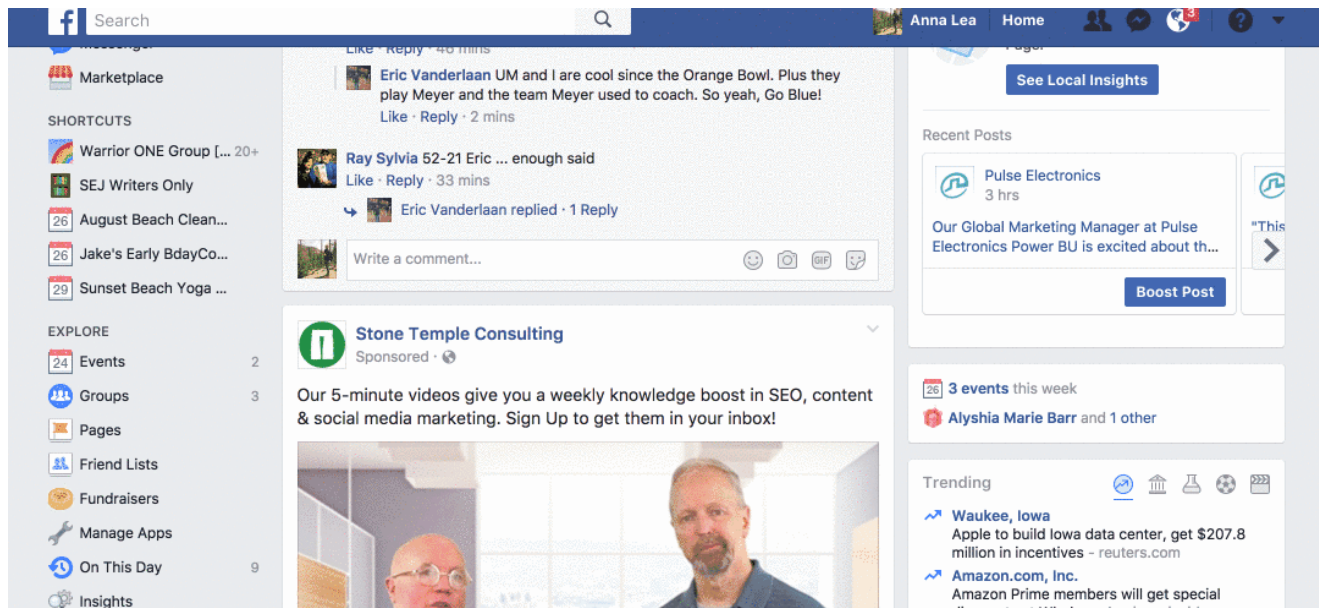 Search
Anna Lea
Home
3
Messenger
Marketplace
SHORTCUTS
Warrior ONE Group [... 20+
SEJ Writers Only
26 August Beach Clean...
26 Jake's Early BdayCo...
29 Sunset Beach Yoga ...
EXPLORE
24 Events 2
Groups 3
Pages
Friend Lists
Fundraisers
Manage Apps
On This Day 9
Insights
Like · Reply · 46 mins
Eric Vanderlaan UM and I are cool since the Orange Bowl. Plus they
play Meyer and the team Meyer used to coach. So yeah, Go Blue!
Like · Reply · 2 mins
Ray Sylvia 52-21 Eric ... enough said
Like · Reply · 33 mins
Eric Vanderlaan replied · 1 Reply
Write a comment...
GIF
Stone Temple Consulting
Sponsored ·
Our 5-minute videos give you a weekly knowledge boost in SEO, content
& social media marketing. Sign Up to get them in your inbox!
See Local Insights
Recent Posts
Pulse Electronics
3 hrs
Our Global Marketing Manager at Pulse
Electronics Power BU is excited about th...
"This
Boost Post
26 3 events this week
Alyshia Marie Barr and 1 other
Trending
Waukee, Iowa
Apple to build Iowa data center, get $207.8
million in incentives - reuters.com
Amazon.com, Inc.
Amazon Prime members will get special